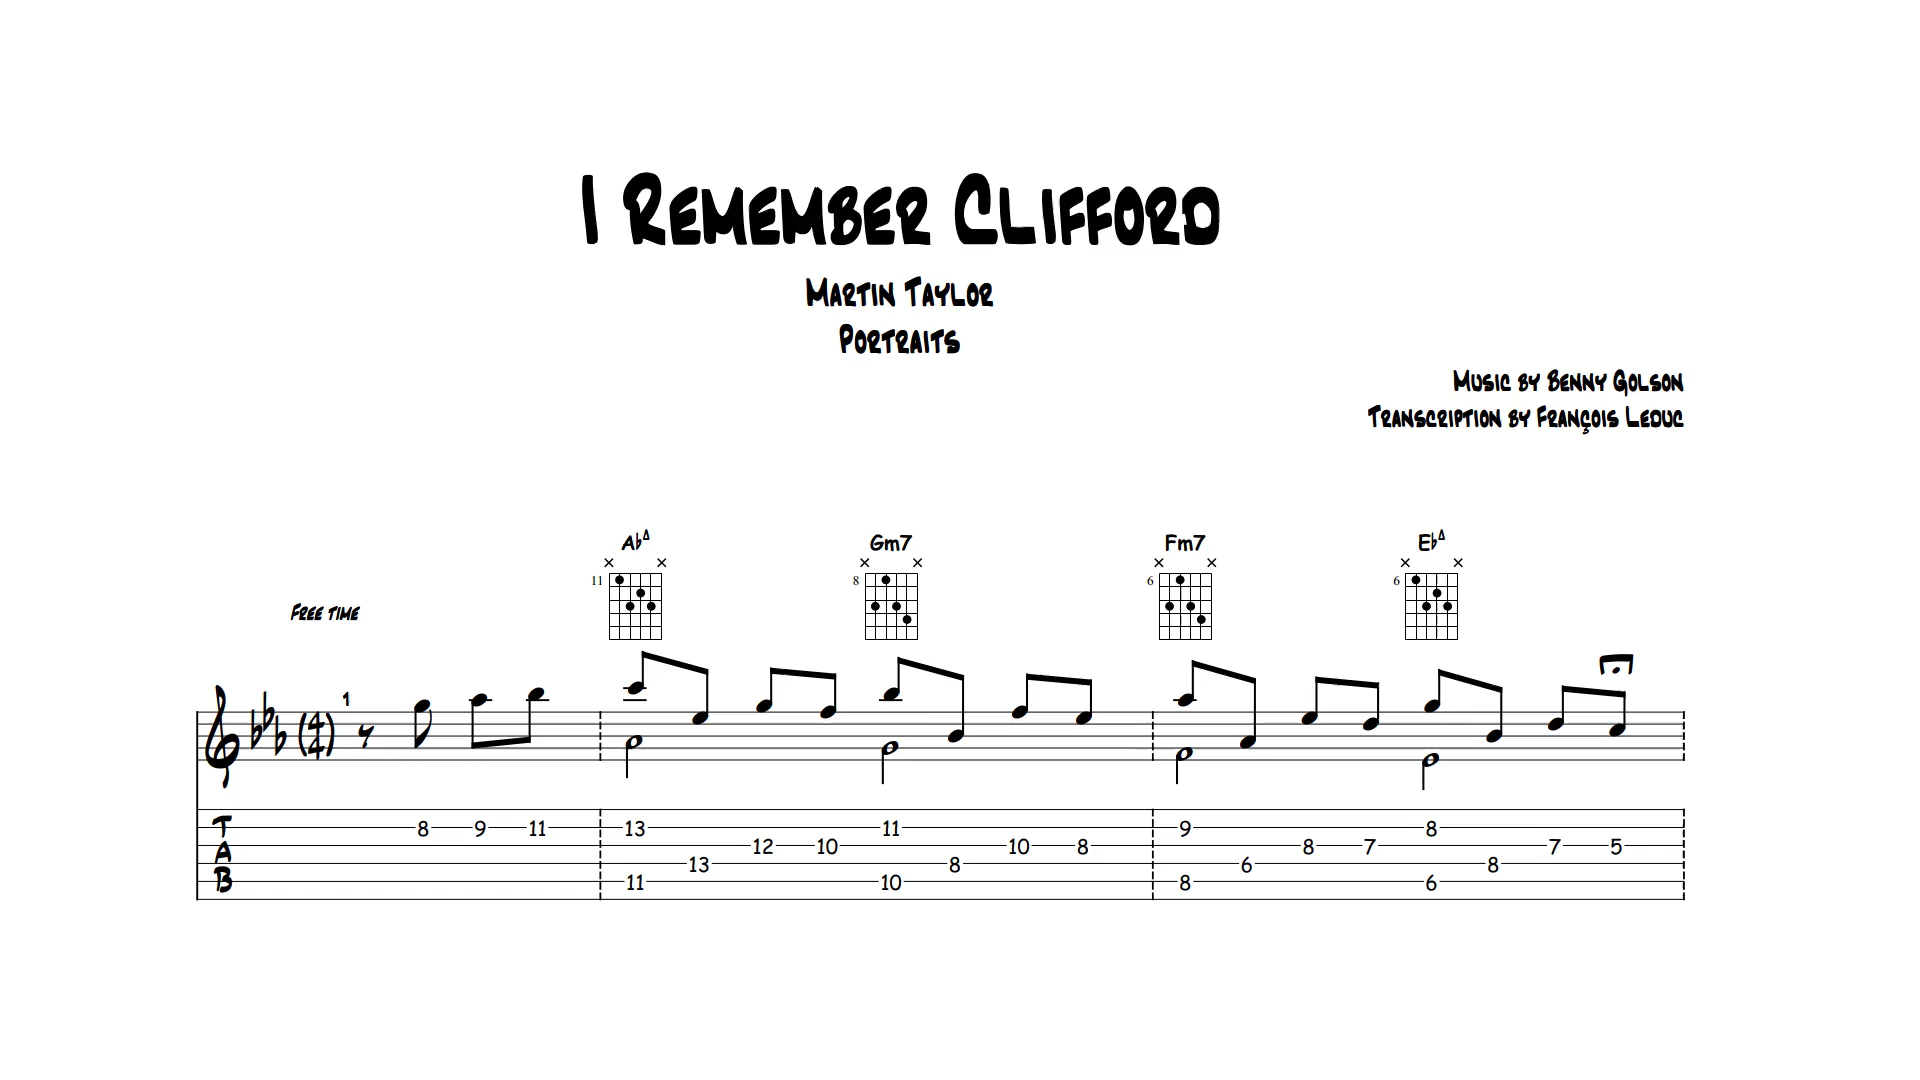 I Remember Clifford
Martin Taylor
Portraits
Music by Benny Golson
Transcription by François Leduc
A♭Δ Gm7 Fm7 E♭Δ
× × × × × × × ×
11 8 6 6
Free time
1
(4/4)
T A B
8 9 11 13 11 9 8
12 10 10 8 8 7 7 5
13 8 6 8
11 10 8 6